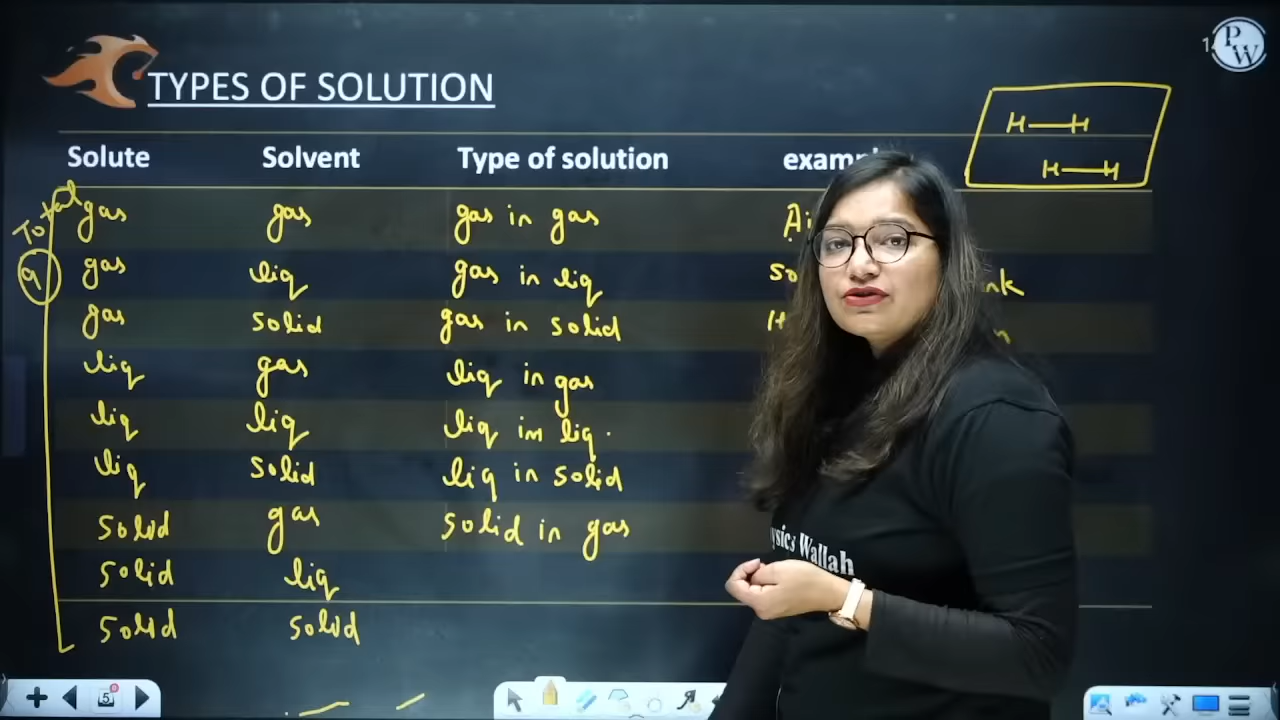 TYPES OF SOLUTION
PW
H—H
H—H
Solute Solvent Type of solution
Total
9
gas gas gas in gas
gas liq gas in liq
gas solid gas in solid
liq gas liq in gas
liq liq liq in liq.
liq solid liq in solid
solid gas solid in gas
solid liq
solid solid
Wallah
5